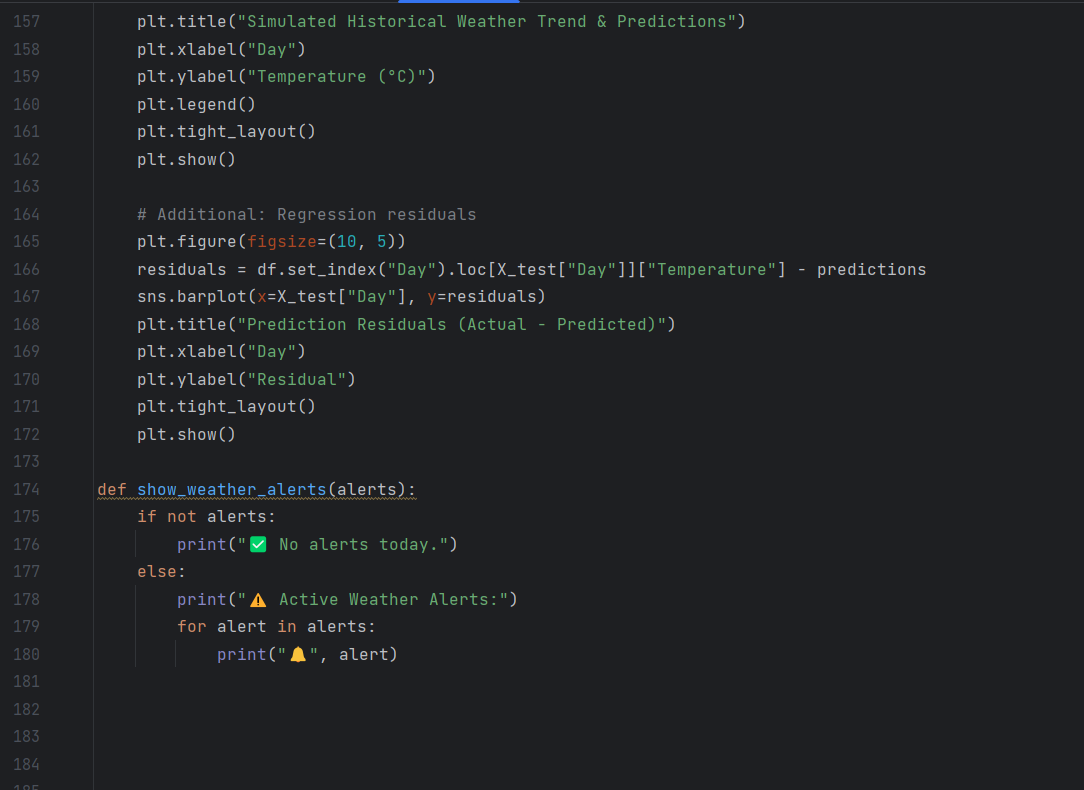 157 plt.title("Simulated Historical Weather Trend & Predictions")
158 plt.xlabel("Day")
159 plt.ylabel("Temperature (°C)")
160 plt.legend()
161 plt.tight_layout()
162 plt.show()
163
164 # Additional: Regression residuals
165 plt.figure(figsize=(10, 5))
166 residuals = df.set_index("Day").loc[X_test["Day"]]["Temperature"] - predictions
167 sns.barplot(x=X_test["Day"], y=residuals)
168 plt.title("Prediction Residuals (Actual - Predicted)")
169 plt.xlabel("Day")
170 plt.ylabel("Residual")
171 plt.tight_layout()
172 plt.show()
173
174 def show_weather_alerts(alerts):
175 if not alerts:
176 print("✅ No alerts today.")
177 else:
178 print("⚠️ Active Weather Alerts:")
179 for alert in alerts:
180 print("🔔", alert)
181
182
183
184